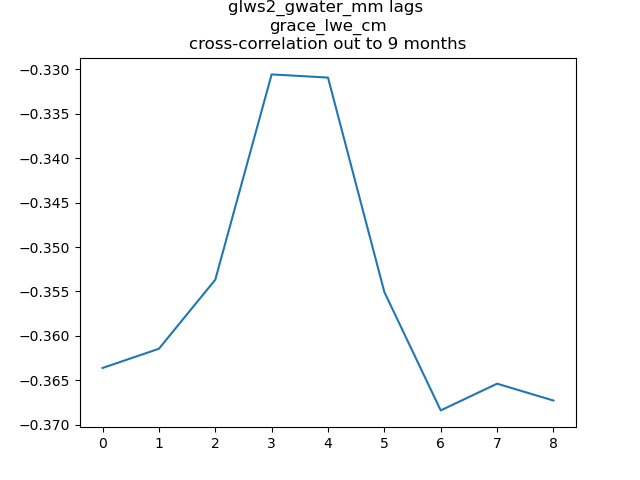 glws2_gwater_mm lags
grace_lwe_cm
cross-correlation out to 9 months
−0.330
−0.335
−0.340
−0.345
−0.350
−0.355
−0.360
−0.365
−0.370
0 1 2 3 4 5 6 7 8